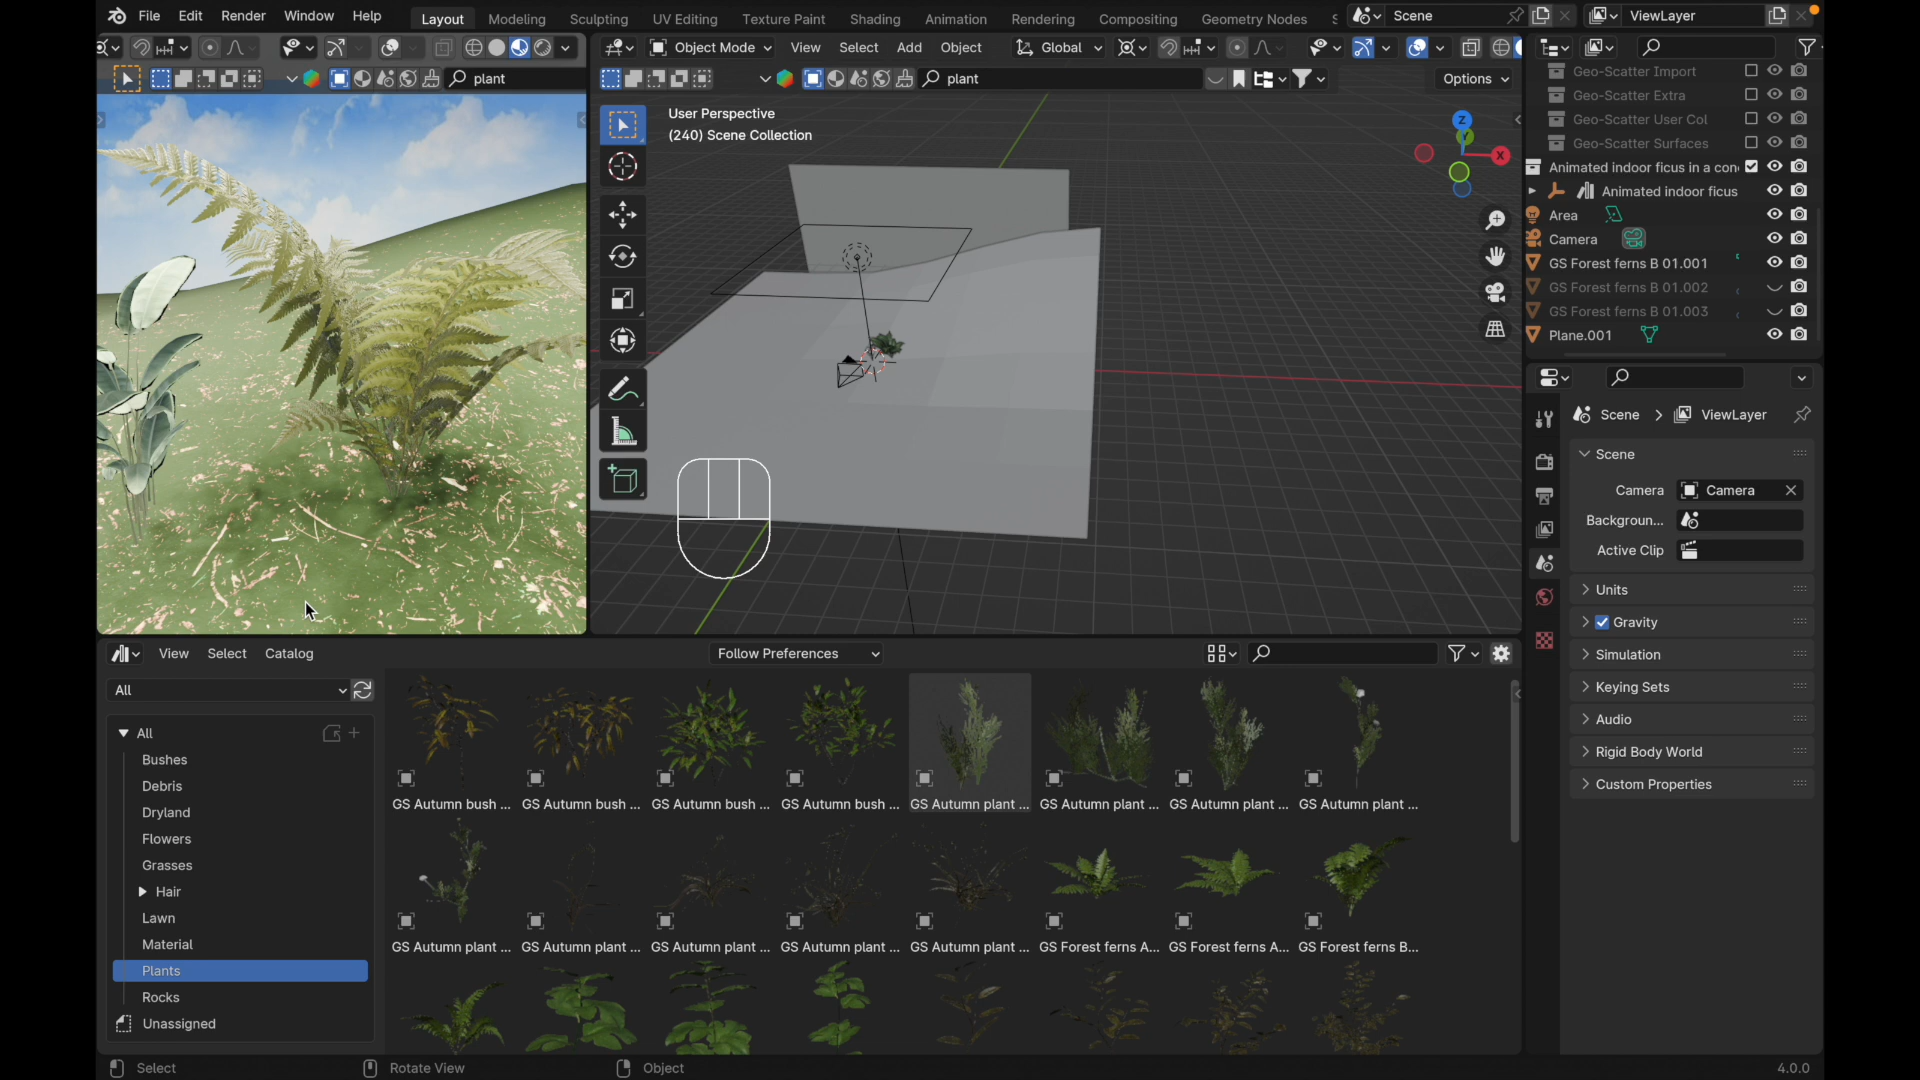 File Edit Render Window Help
Layout Modeling Sculpting UV Editing Texture Paint Shading Animation Rendering Compositing Geometry Nodes
Scene
ViewLayer
plant
Object Mode View Select Add Object Global
plant
Options
User Perspective
(240) Scene Collection
Z
X
Geo-Scatter Import
Geo-Scatter Extra
Geo-Scatter User Col
Geo-Scatter Surfaces
Animated indoor ficus in a con
Animated indoor ficus
Area
Camera
GS Forest ferns B 01.001
GS Forest ferns B 01.002
GS Forest ferns B 01.003
Plane.001
Scene > ViewLayer
Scene
Camera Camera
Backgroun...
Active Clip
Units
Gravity
Simulation
Keying Sets
Audio
Rigid Body World
Custom Properties
View Select Catalog
Follow Preferences
All
All
Bushes
Debris
Dryland
Flowers
Grasses
Hair
Lawn
Material
Plants
Rocks
Unassigned
GS Autumn bush ... GS Autumn bush ... GS Autumn bush ... GS Autumn bush ... GS Autumn plant ... GS Autumn plant ... GS Autumn plant ... GS Autumn plant ...
GS Autumn plant ... GS Autumn plant ... GS Autumn plant ... GS Autumn plant ... GS Autumn plant ... GS Forest ferns A... GS Forest ferns A... GS Forest ferns B...
Select Rotate View Object
4.0.0